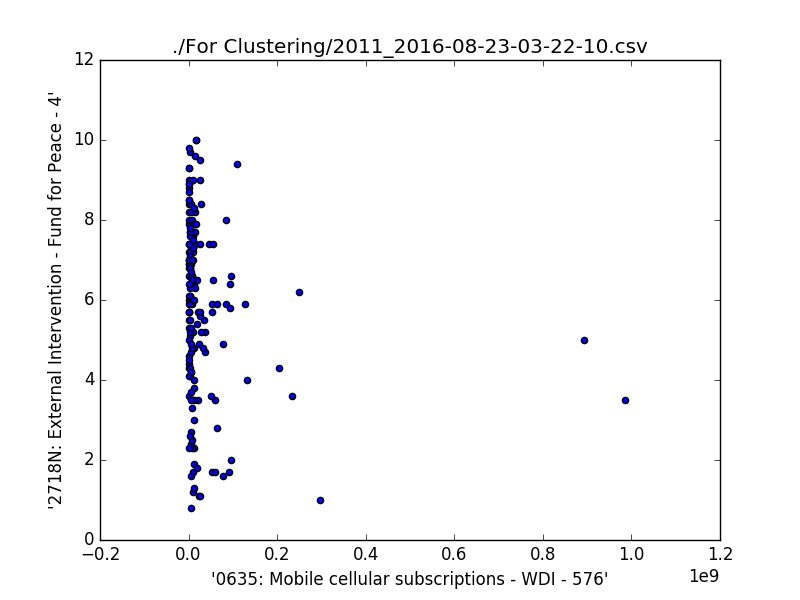 ./For Clustering/2011_2016-08-23-03-22-10.csv
12
10
8
6
4
2
0
'2718N: External Intervention - Fund for Peace - 4'
−0.2 0.0 0.2 0.4 0.6 0.8 1.0 1.2
1e9
'0635: Mobile cellular subscriptions - WDI - 576'